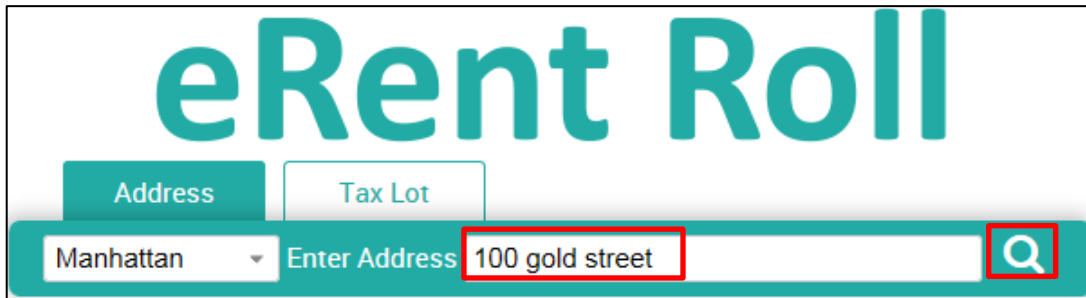 eRent Roll
Address Tax Lot
Manhattan Enter Address 100 gold street